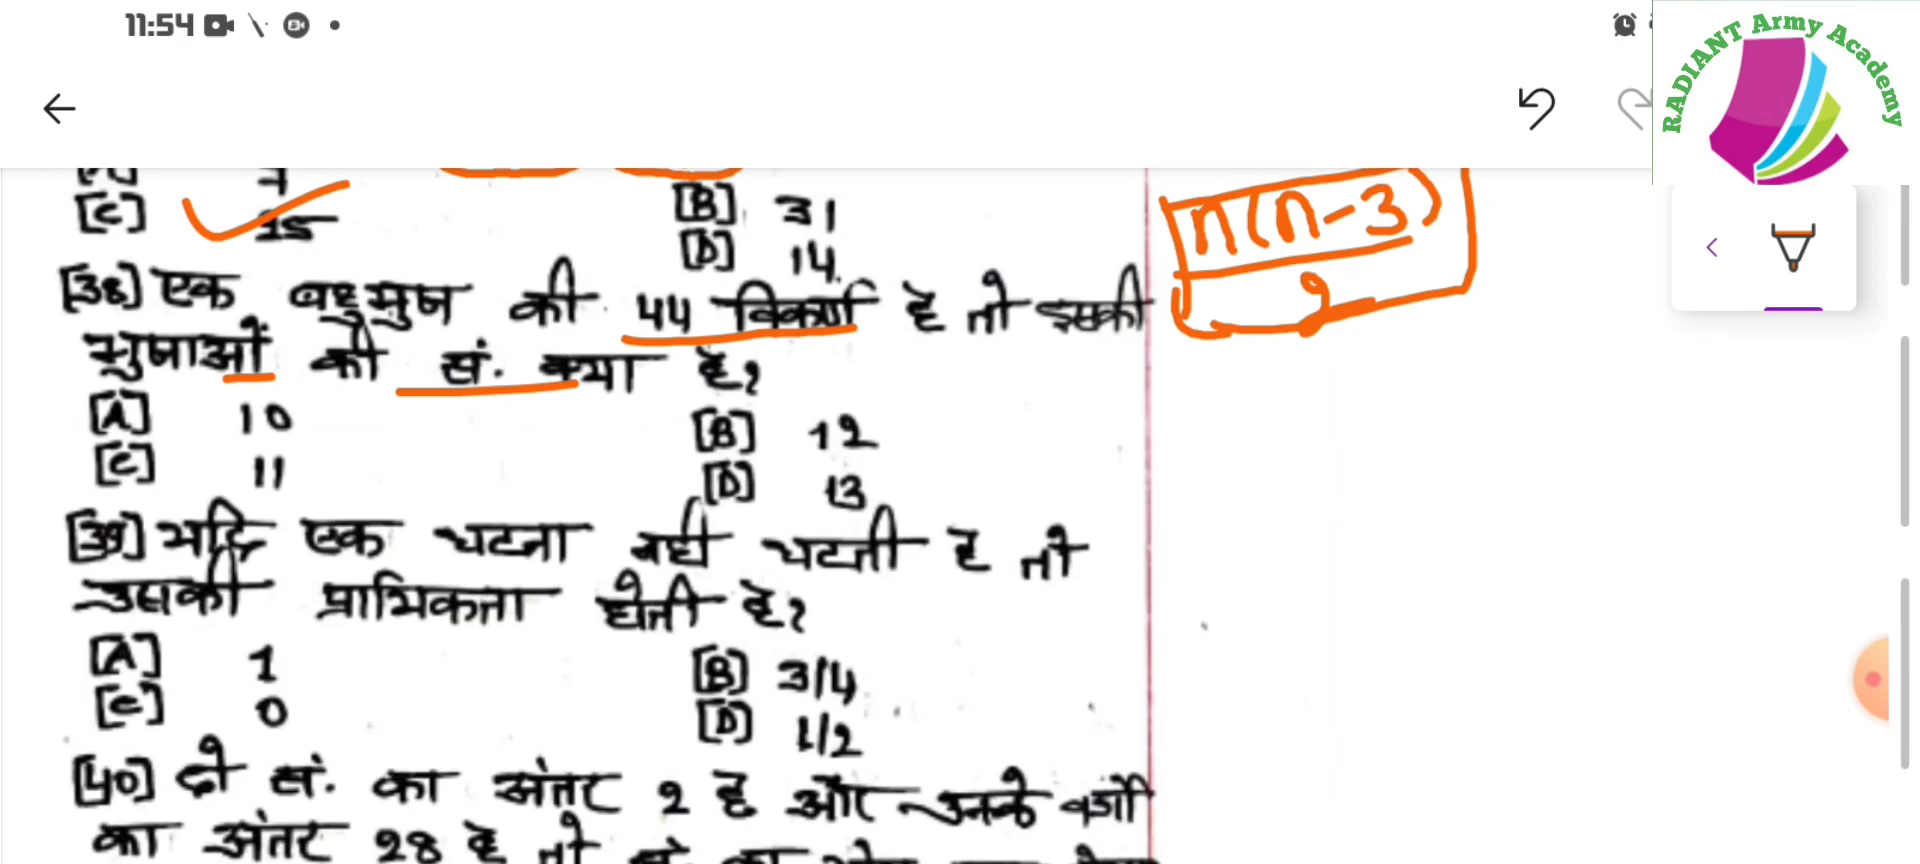 11:54
RADIANT Army Academy
[C] 15
[B] 31
[D] 14
n(n-3)
2
[38] एक बहुभुज की 44 विकर्ण है तो इसकी
भुजाओं की सं. क्या है?
[A] 10
[B] 12
[C] 11
[D] 13
[39] यदि एक घटना नहीं घटती है तो
उसकी प्रायिकता होती है?
[A] 1
[B] 3/4
[C] 0
[D] 1/2
[40] दो सं. का अंतर 2 है और उनके वर्गों
का अंतर 28 है तो